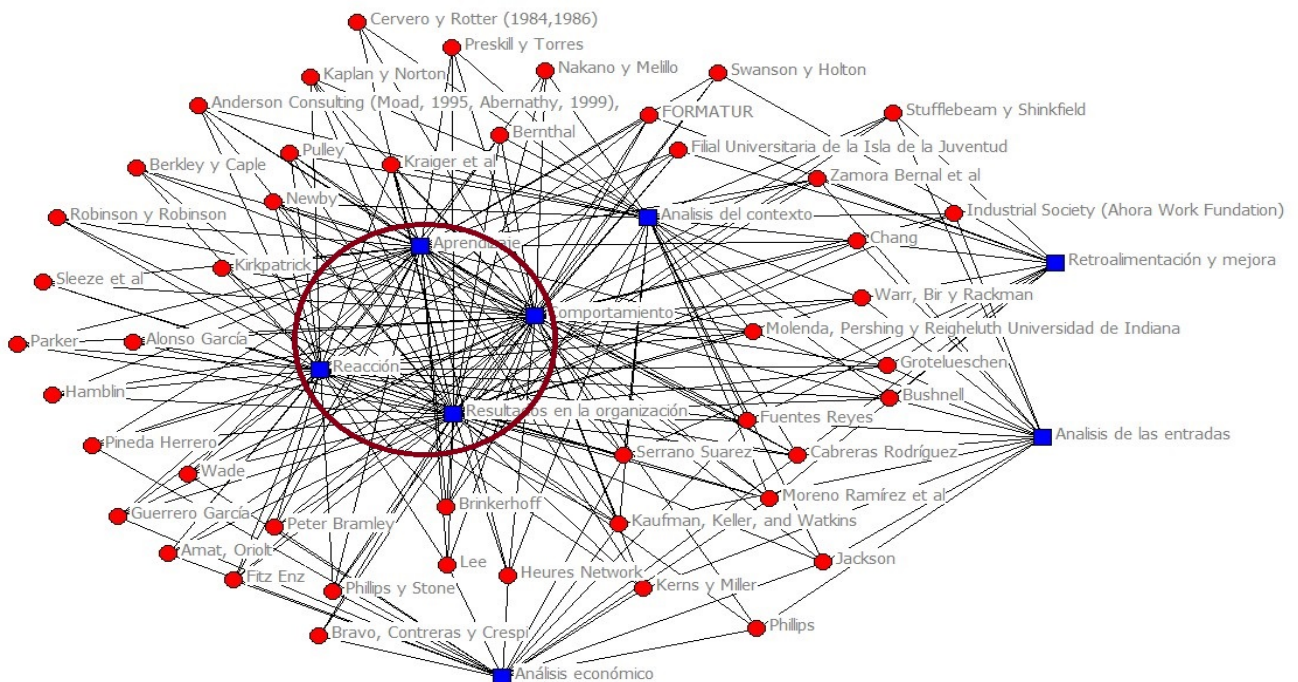 Cervero y Rotter (1984,1986)
Preskill y Torres
Kaplan y Norton
Nakano y Melillo
Swanson y Holton
Anderson Consulting (Moad, 1995, Abernathy, 1999),
FORMATUR
Stufflebeam y Shinkfield
Bernthal
Pulley
Filial Universitaria de la Isla de la Juventud
Berkley y Caple
Kraiger et al
Zamora Bernal et al
Newby
Robinson y Robinson
Analisis del contexto
Industrial Society (Ahora Work Fundation)
Aprendizaje
Chang
Kirkpatrick
Retroalimentación y mejora
Sleeze et al
Warr, Bir y Rackman
Comportamiento
Molenda, Pershing y Reigheluth Universidad de Indiana
Parker
Alonso García
Reacción
Grotelueschen
Hamblin
Bushnell
Resultados en la organización
Fuentes Reyes
Analisis de las entradas
Pineda Herrero
Serrano Suarez
Cabreras Rodríguez
Wade
Moreno Ramírez et al
Brinkerhoff
Guerrero García
Peter Bramley
Kaufman, Keller, and Watkins
Amat, Oriolt
Lee
Jackson
Fitz Enz
Heures Network
Phillips y Stone
Kerns y Miller
Phillips
Bravo, Contreras y Crespi
Análisis económico